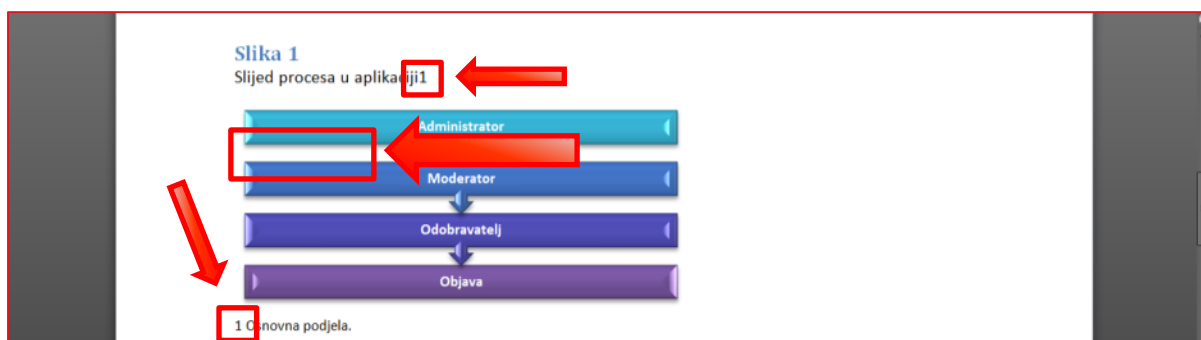 Slika 1
Slijed procesa u aplikaciji1
Administrator
Moderator
Odobravatelj
Objava
1 Osnovna podjela.